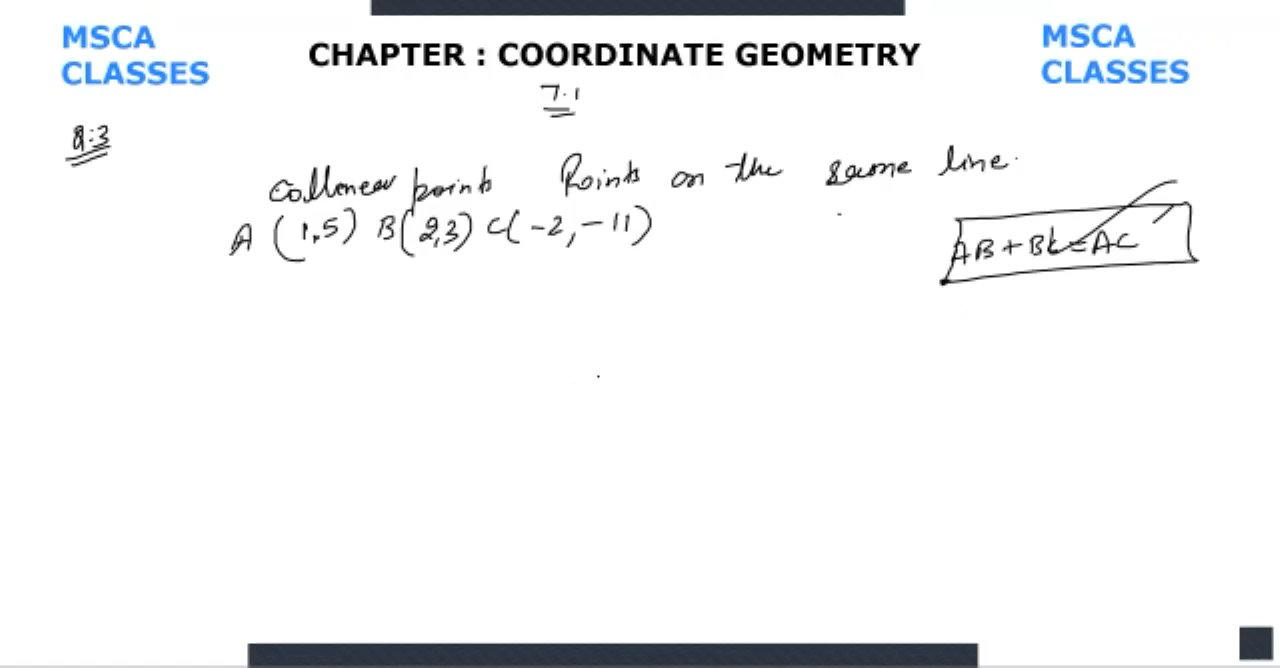 MSCA
CLASSES
CHAPTER : COORDINATE GEOMETRY
MSCA
CLASSES
7.1
Q:3
Collinear points Points on the same line.
A (1,5) B(2,3) C(-2,-11)
AB+BC=AC